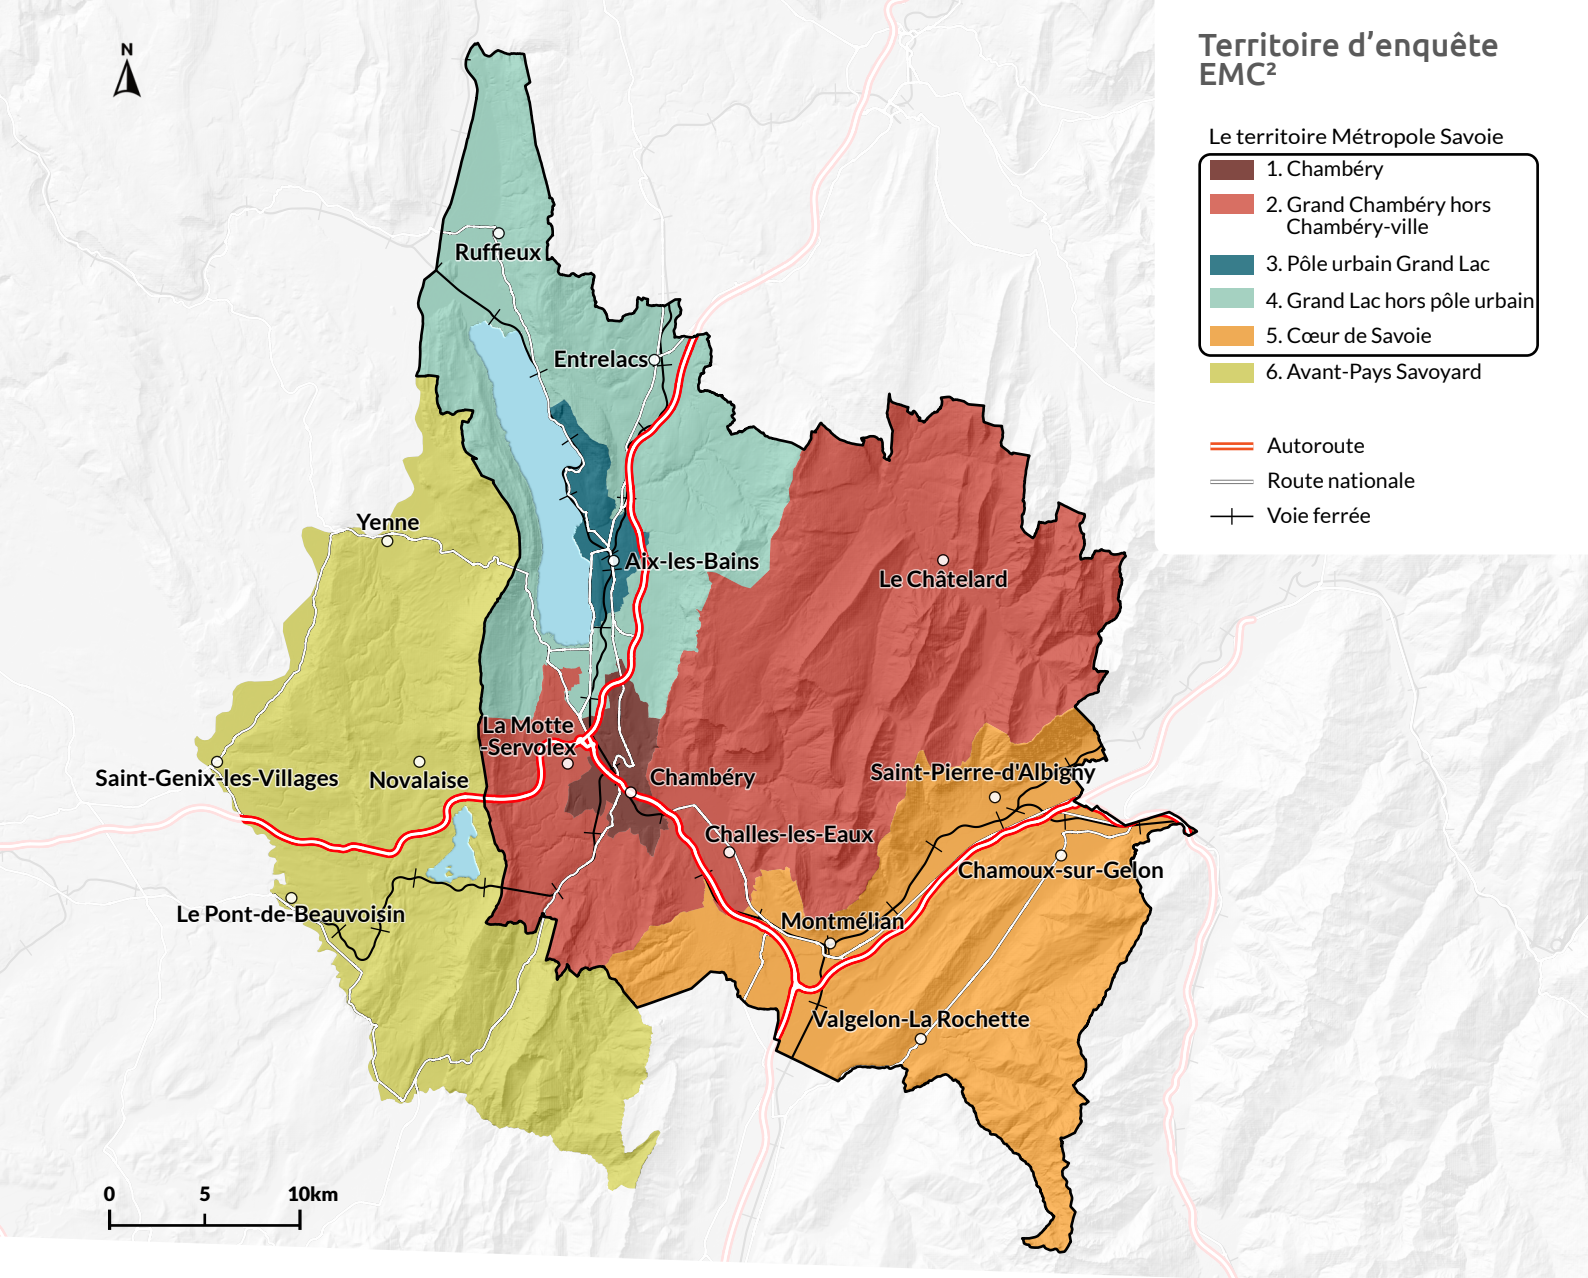 Territoire d'enquête
EMC²
Le territoire Métropole Savoie
1. Chambéry
2. Grand Chambéry hors
Chambéry-ville
3. Pôle urbain Grand Lac
4. Grand Lac hors pôle urbain
5. Cœur de Savoie
6. Avant-Pays Savoyard
Autoroute
Route nationale
Voie ferrée
N
Ruffieux
Entrelacs
Yenne
Aix-les-Bains
Le Châtelard
La Motte
-Servolex
Saint-Genix-les-Villages
Novalaise
Chambéry
Saint-Pierre-d'Albigny
Challes-les-Eaux
Chamoux-sur-Gelon
Le Pont-de-Beauvoisin
Montmélian
Valgelon-La Rochette
0 5 10km